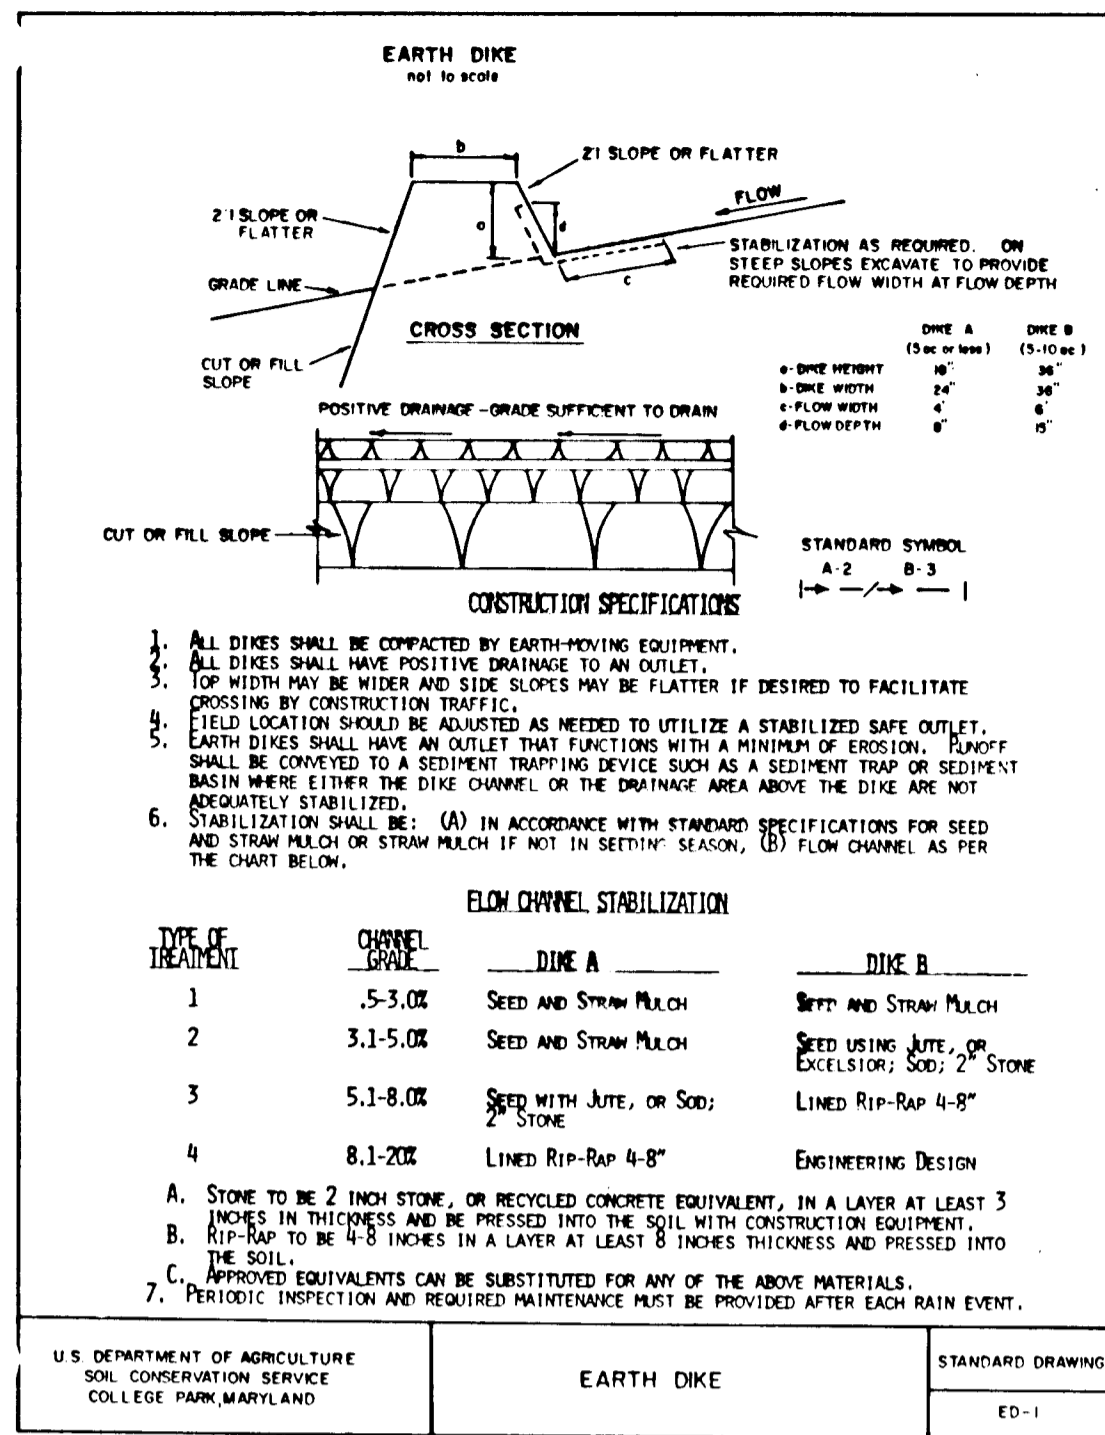 EARTH DIKE
not to scale
b
2:1 SLOPE OR FLATTER
FLOW
2:1 SLOPE OR
FLATTER
a
d
STABILIZATION AS REQUIRED. ON
STEEP SLOPES EXCAVATE TO PROVIDE
REQUIRED FLOW WIDTH AT FLOW DEPTH
GRADE LINE
c
CROSS SECTION
CUT OR FILL
SLOPE
DIKE A DIKE B
(5 ac or less) (5-10 ac)
a-DIKE HEIGHT 18" 36"
b-DIKE WIDTH 24" 36"
c-FLOW WIDTH 4' 6'
d-FLOW DEPTH 8" 15"
POSITIVE DRAINAGE-GRADE SUFFICIENT TO DRAIN
CUT OR FILL SLOPE
STANDARD SYMBOL
A-2 B-3
CONSTRUCTION SPECIFICATIONS
1. ALL DIKES SHALL BE COMPACTED BY EARTH-MOVING EQUIPMENT.
2. ALL DIKES SHALL HAVE POSITIVE DRAINAGE TO AN OUTLET.
3. TOP WIDTH MAY BE WIDER AND SIDE SLOPES MAY BE FLATTER IF DESIRED TO FACILITATE
CROSSING BY CONSTRUCTION TRAFFIC.
4. FIELD LOCATION SHOULD BE ADJUSTED AS NEEDED TO UTILIZE A STABILIZED SAFE OUTLET.
5. EARTH DIKES SHALL HAVE AN OUTLET THAT FUNCTIONS WITH A MINIMUM OF EROSION. RUNOFF
SHALL BE CONVEYED TO A SEDIMENT TRAPPING DEVICE SUCH AS A SEDIMENT TRAP OR SEDIMENT
BASIN WHERE EITHER THE DIKE CHANNEL OR THE DRAINAGE AREA ABOVE THE DIKE ARE NOT
ADEQUATELY STABILIZED.
6. STABILIZATION SHALL BE: (A) IN ACCORDANCE WITH STANDARD SPECIFICATIONS FOR SEED
AND STRAW MULCH OR STRAW MULCH IF NOT IN SEEDING SEASON, (B) FLOW CHANNEL AS PER
THE CHART BELOW.
FLOW CHANNEL STABILIZATION
TYPE OF
TREATMENT
CHANNEL
GRADE
DIKE A
DIKE B
1 .5-3.0% SEED AND STRAW MULCH SEED AND STRAW MULCH
2 3.1-5.0% SEED AND STRAW MULCH SEED USING JUTE, OR
EXCELSIOR; SOD; 2" STONE
3 5.1-8.0% SEED WITH JUTE, OR SOD; LINED RIP-RAP 4-8"
2" STONE
4 8.1-20% LINED RIP-RAP 4-8" ENGINEERING DESIGN
A. STONE TO BE 2 INCH STONE, OR RECYCLED CONCRETE EQUIVALENT, IN A LAYER AT LEAST 3
INCHES IN THICKNESS AND BE PRESSED INTO THE SOIL WITH CONSTRUCTION EQUIPMENT.
B. RIP-RAP TO BE 4-8 INCHES IN A LAYER AT LEAST 8 INCHES THICKNESS AND PRESSED INTO
THE SOIL.
C. APPROVED EQUIVALENTS CAN BE SUBSTITUTED FOR ANY OF THE ABOVE MATERIALS.
7. PERIODIC INSPECTION AND REQUIRED MAINTENANCE MUST BE PROVIDED AFTER EACH RAIN EVENT.
U.S. DEPARTMENT OF AGRICULTURE
SOIL CONSERVATION SERVICE
COLLEGE PARK, MARYLAND
EARTH DIKE
STANDARD DRAWING
ED-1